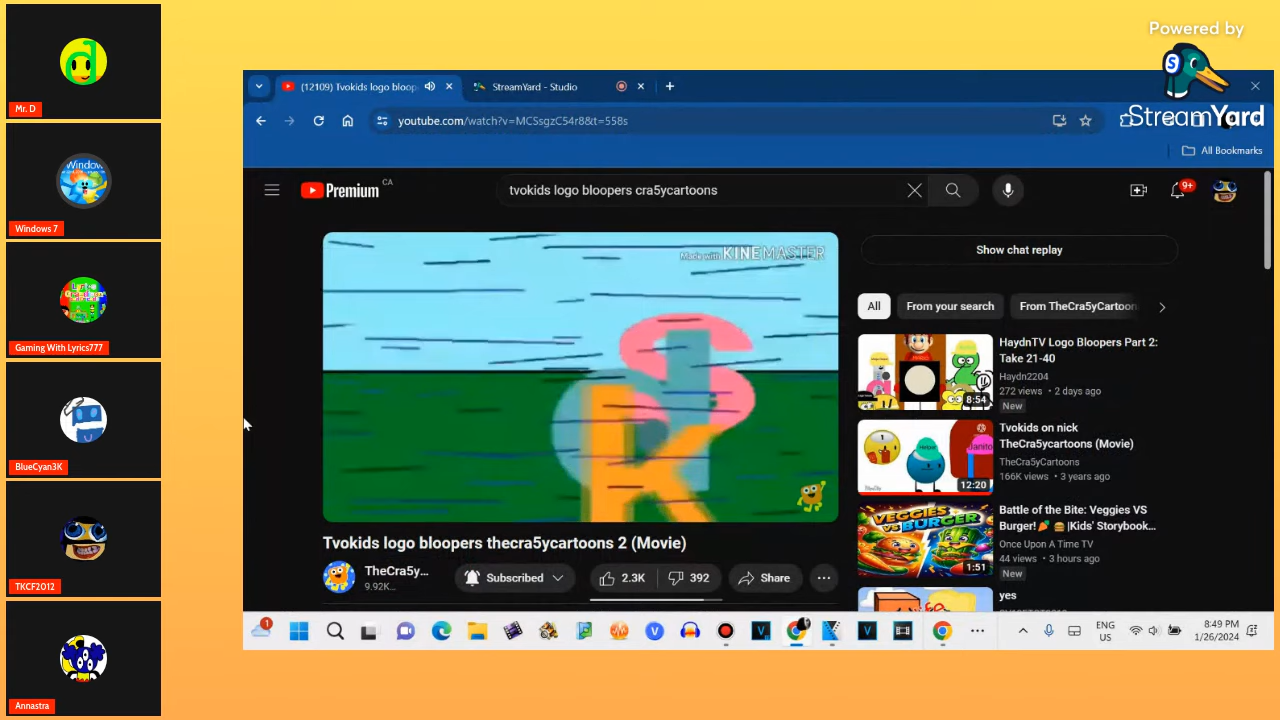 Powered by
StreamYard
Mr. D
Windows 7
Gaming With Lyrics777
BlueCyan3K
TKCF2012
Annastra
(12109) Tvokids logo bloop
StreamYard - Studio
youtube.com/watch?v=MCSsgzC54r8&t=558s
All Bookmarks
Premium CA
tvokids logo bloopers cra5ycartoons
9+
Made with KINEMASTER
Tvokids logo bloopers thecra5ycartoons 2 (Movie)
TheCra5y...
9.92K...
Subscribed
2.3K
392
Share
Show chat replay
All
From your search
From TheCra5yCartoon
HaydnTV Logo Bloopers Part 2:
Take 21-40
Haydn2204
272 views • 2 days ago
New
8:54
Tvokids on nick
TheCra5ycartoons (Movie)
TheCra5yCartoons
166K views • 3 years ago
12:20
VEGGIES
VS
BURGER!
Battle of the Bite: Veggies VS
Burger!🥕 🍔 |Kids' Storybook...
Once Upon A Time TV
44 views • 3 hours ago
New
1:51
yes
ENG
US
8:49 PM
1/26/2024